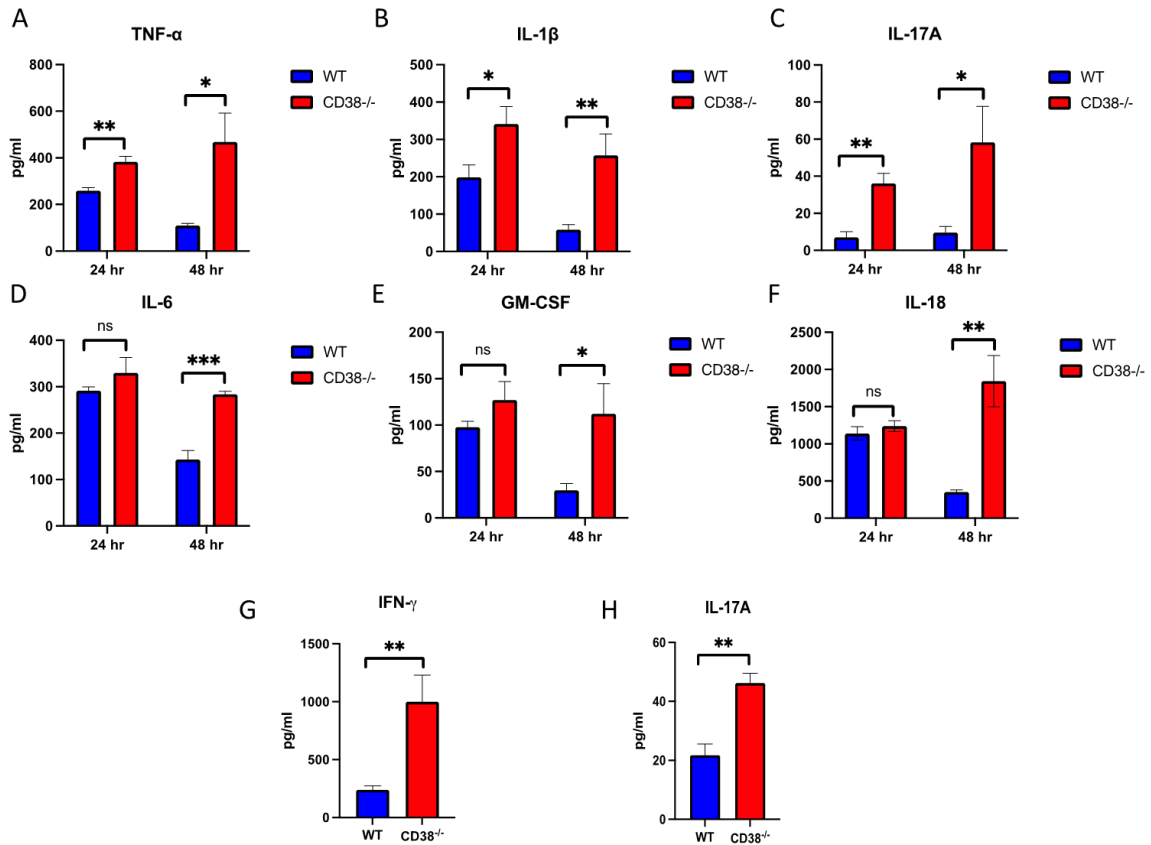 A
TNF-α
800
600
400
200
0
pg/ml
**
*
24 hr
48 hr
WT
CD38-/-
B
IL-1β
500
400
300
200
100
0
pg/ml
*
**
24 hr
48 hr
WT
CD38-/-
C
IL-17A
100
80
60
40
20
0
pg/ml
**
*
24 hr
48 hr
WT
CD38-/-
D
IL-6
400
300
200
100
0
pg/ml
ns
***
24 hr
48 hr
WT
CD38-/-
E
GM-CSF
200
150
100
50
0
pg/ml
ns
*
24 hr
48 hr
WT
CD38-/-
F
IL-18
2500
2000
1500
1000
500
0
pg/ml
ns
**
24 hr
48 hr
WT
CD38-/-
G
IFN-γ
1500
1000
500
0
pg/ml
**
WT
CD38-/-
H
IL-17A
60
40
20
0
pg/ml
**
WT
CD38-/-